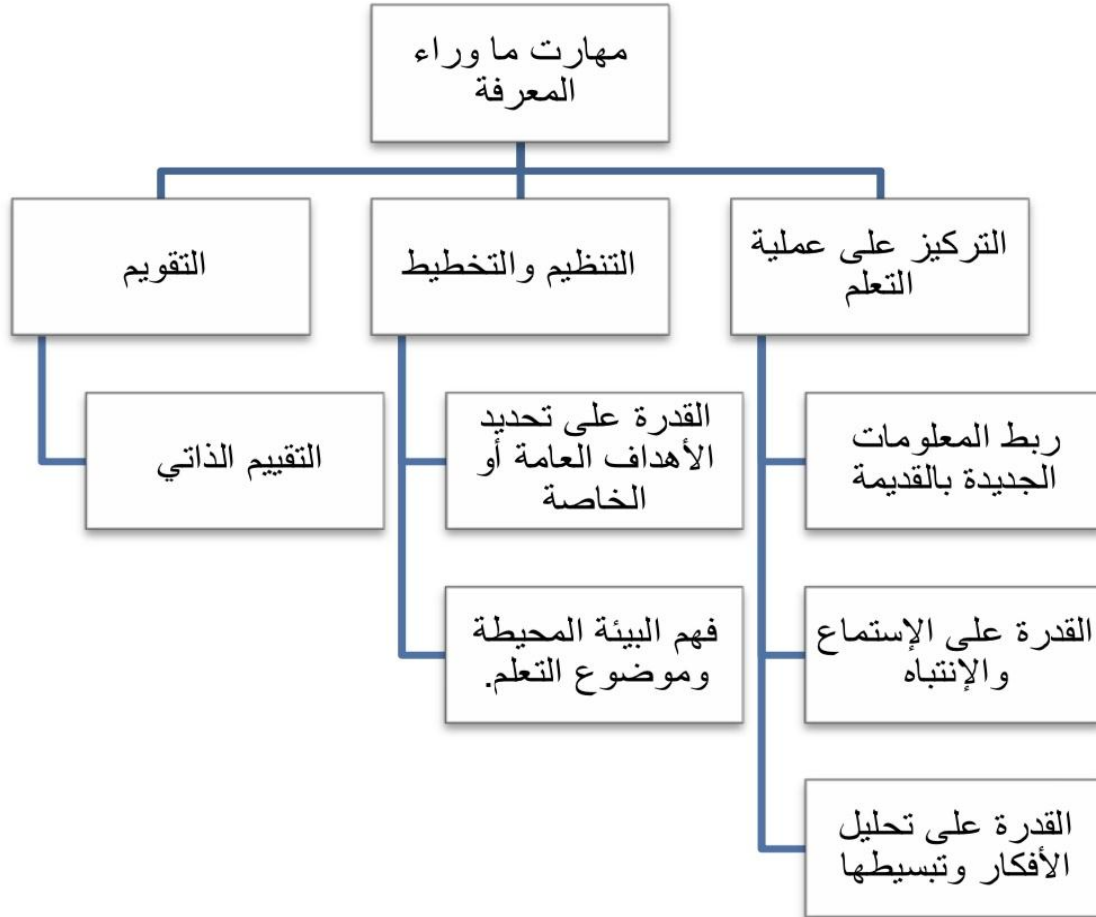 مهارت ما وراء
المعرفة
التركيز على عملية
التعلم
ربط المعلومات
الجديدة بالقديمة
القدرة على الإستماع
والإنتباه
القدرة على تحليل
الأفكار وتبسيطها
التنظيم والتخطيط
القدرة على تحديد
الأهداف العامة أو
الخاصة
فهم البيئة المحيطة
وموضوع التعلم.
التقويم
التقييم الذاتي